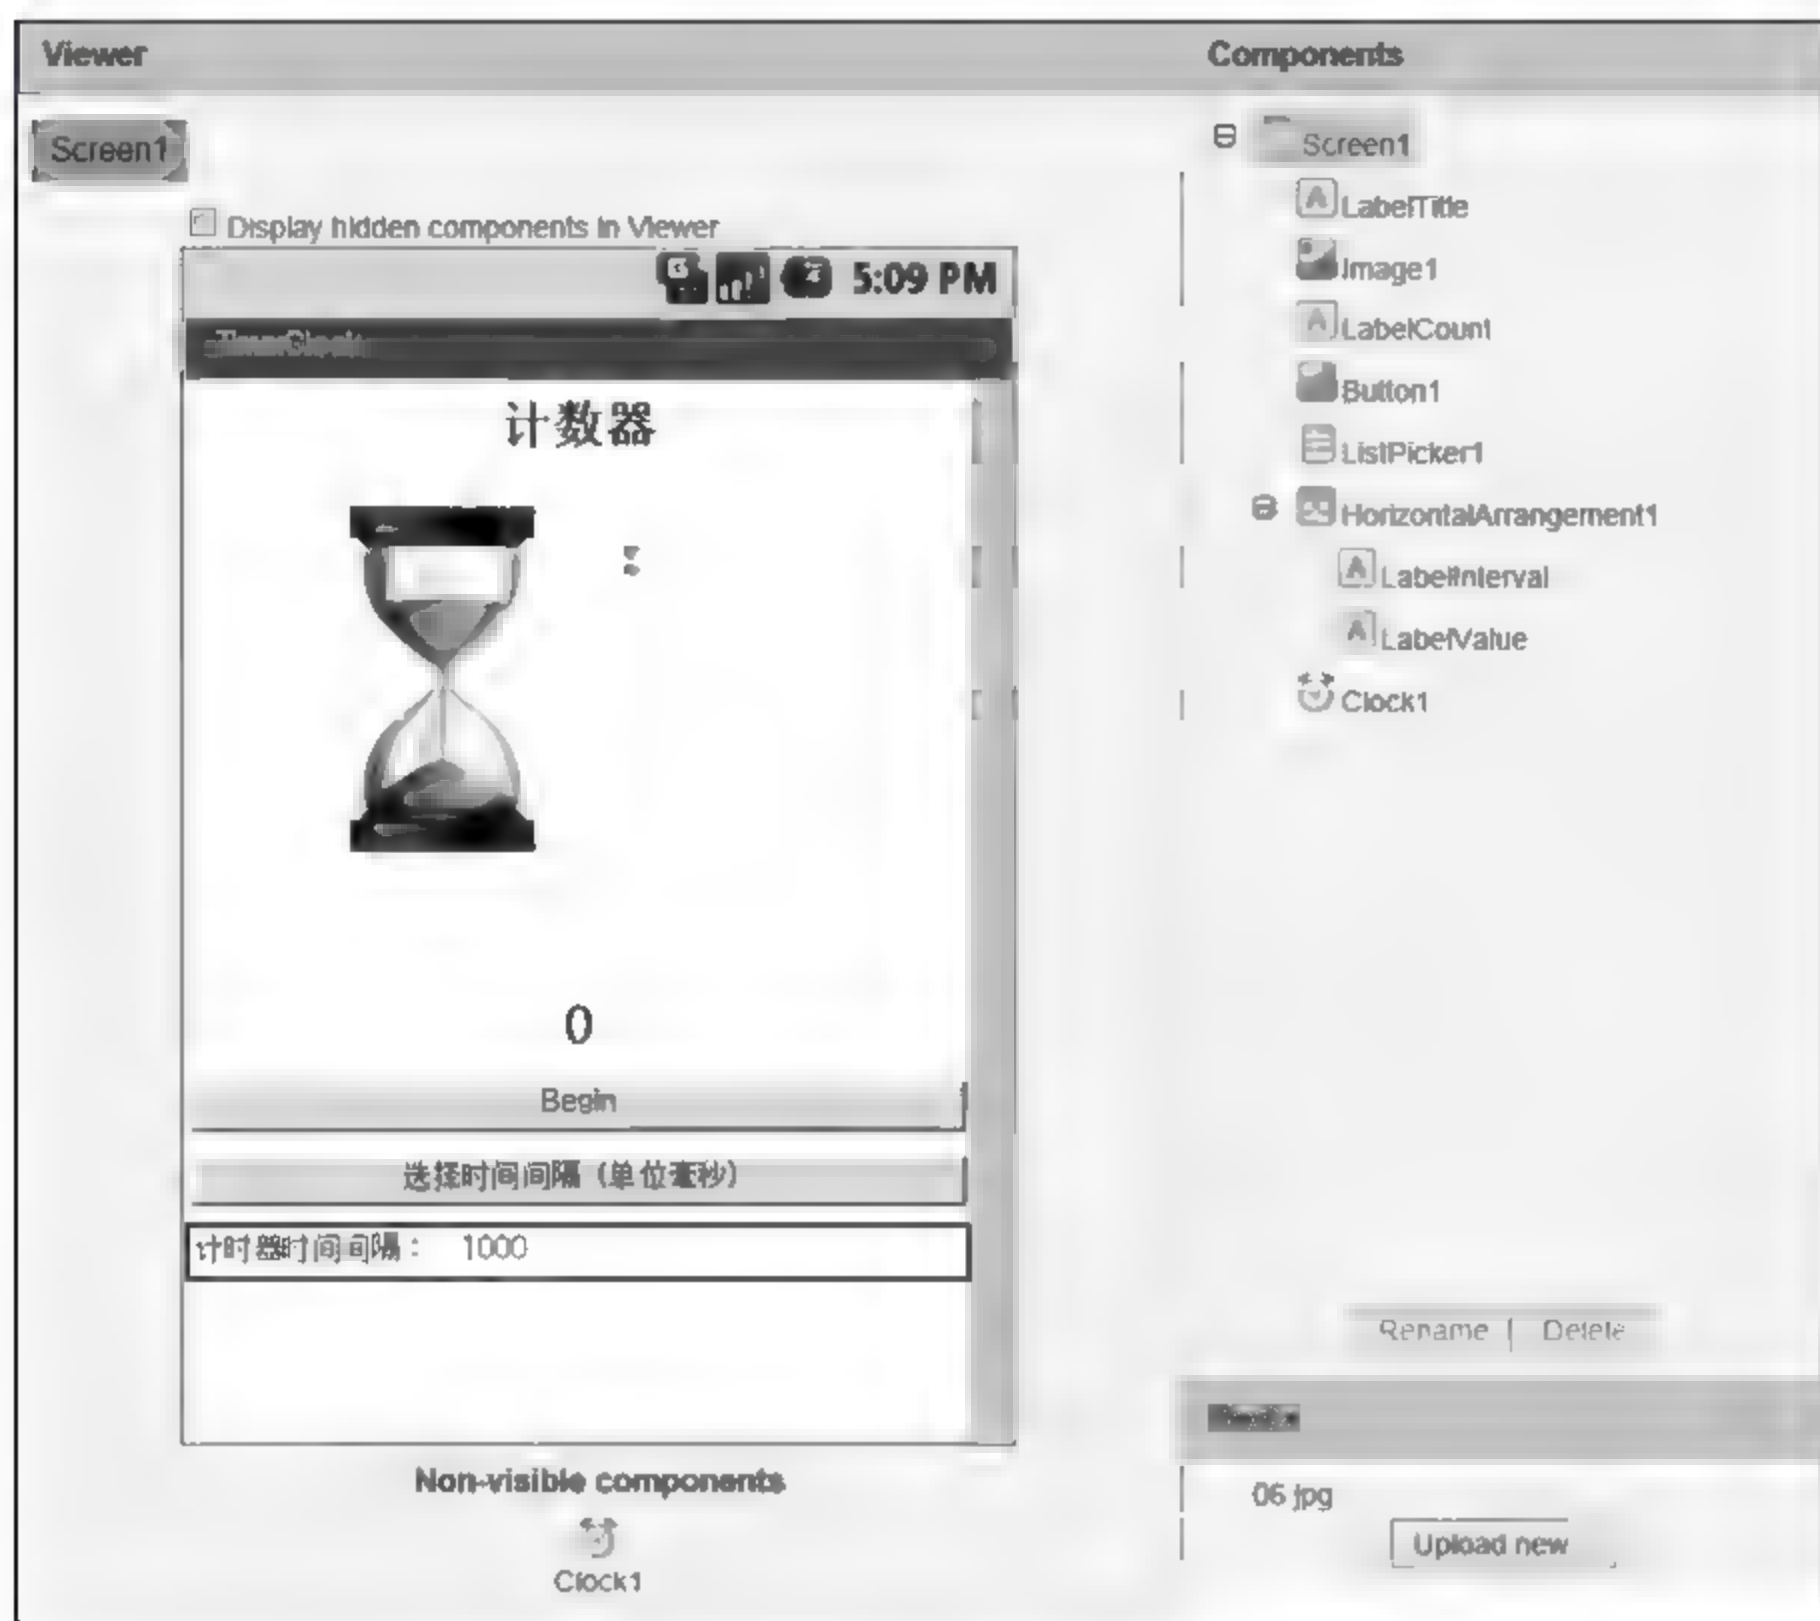 Viewer
Screen1
Display hidden components in Viewer
5:09 PM
计数器
0
Begin
选择时间间隔（单位毫秒）
计时器时间间隔： 1000
Non-visible components
Clock1
Components
Screen1
LabelTitle
Image1
LabelCount
Button1
ListPicker1
HorizontalArrangement1
LabelInterval
LabelValue
Clock1
Rename | Delete
06 jpg
Upload new